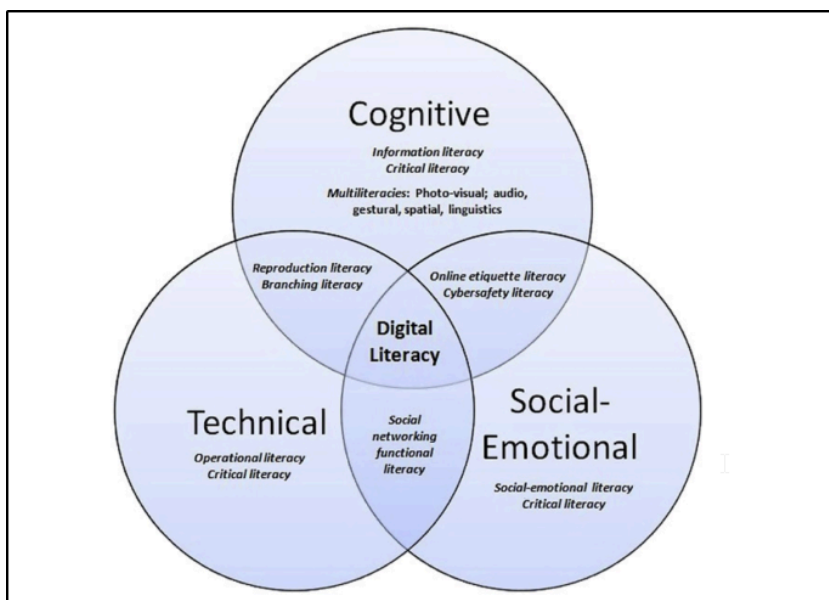 Cognitive
Information literacy
Critical literacy
Multiliteracies: Photo-visual; audio,
gestural, spatial, linguistics
Reproduction literacy
Branching literacy
Online etiquette literacy
Cybersafety literacy
Digital
Literacy
Technical
Operational literacy
Critical literacy
Social
networking
functional
literacy
Social-
Emotional
Social-emotional literacy
Critical literacy